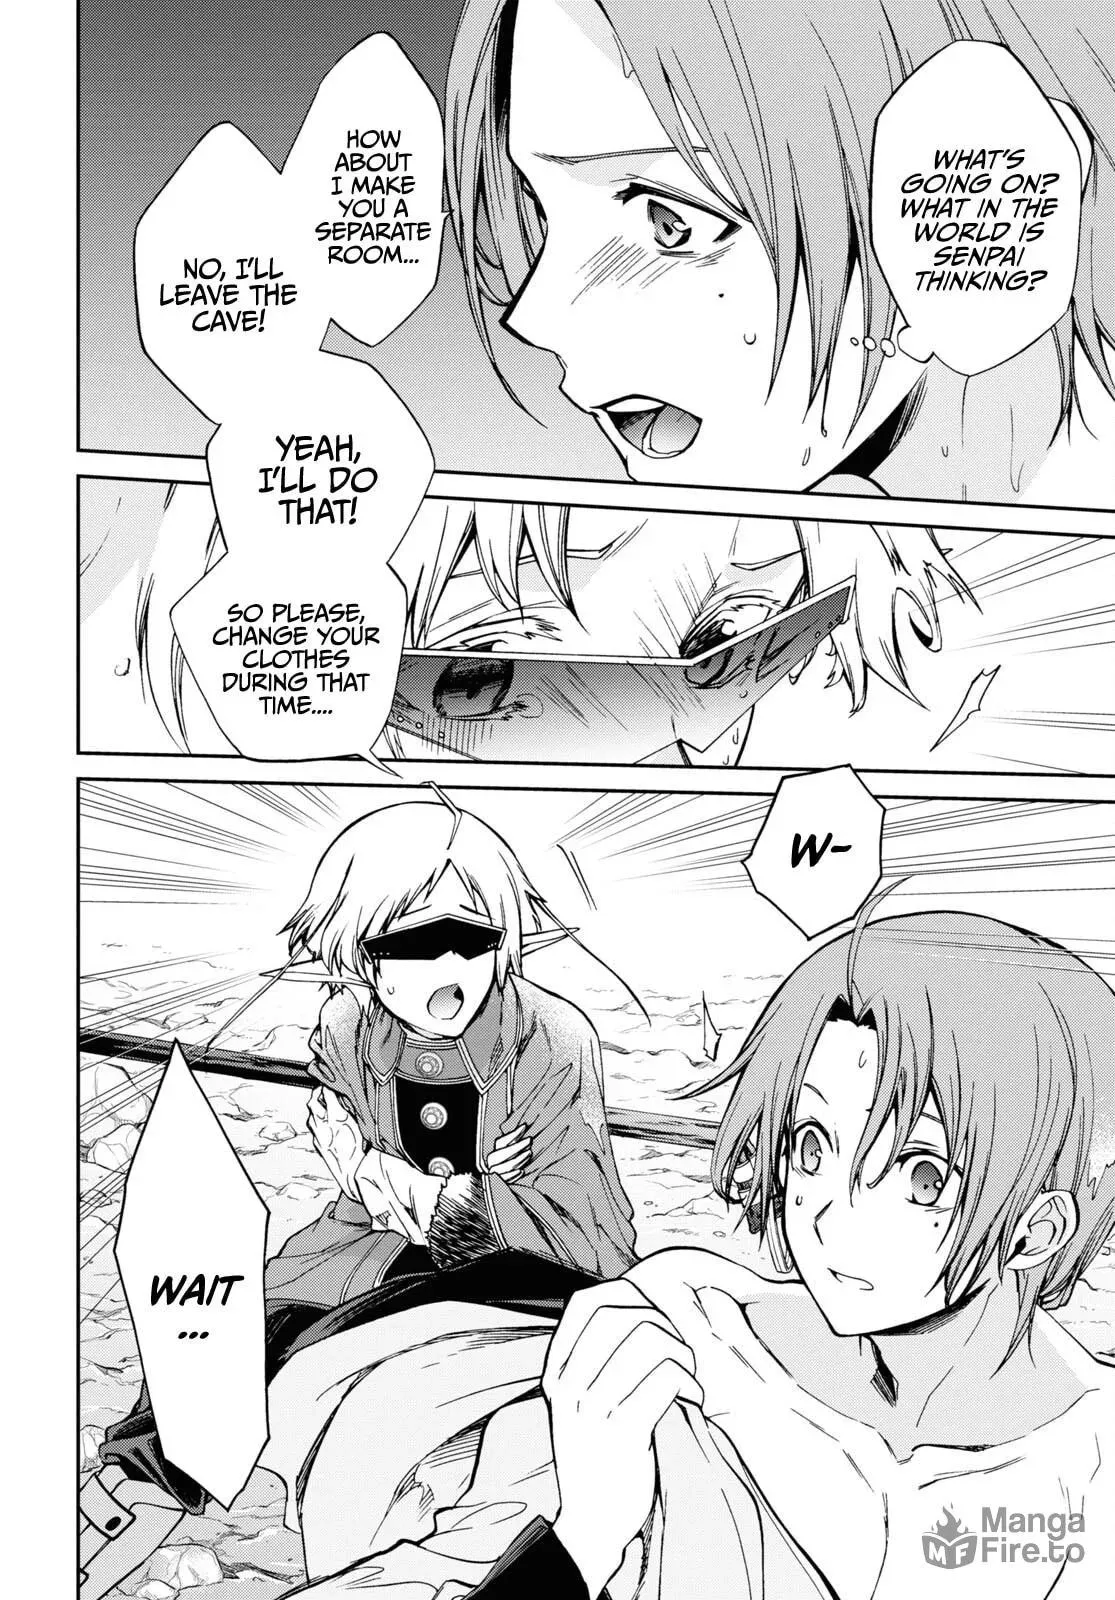 WHAT'S
GOING ON?
WHAT IN THE
WORLD IS
SENPAI
THINKING?
HOW
ABOUT
I MAKE
YOU A
SEPARATE
ROOM...
NO, I'LL
LEAVE THE
CAVE!
YEAH,
I'LL DO
THAT!
SO PLEASE,
CHANGE YOUR
CLOTHES
DURING THAT
TIME....
W-
WAIT
...
Manga
MF Fire.to